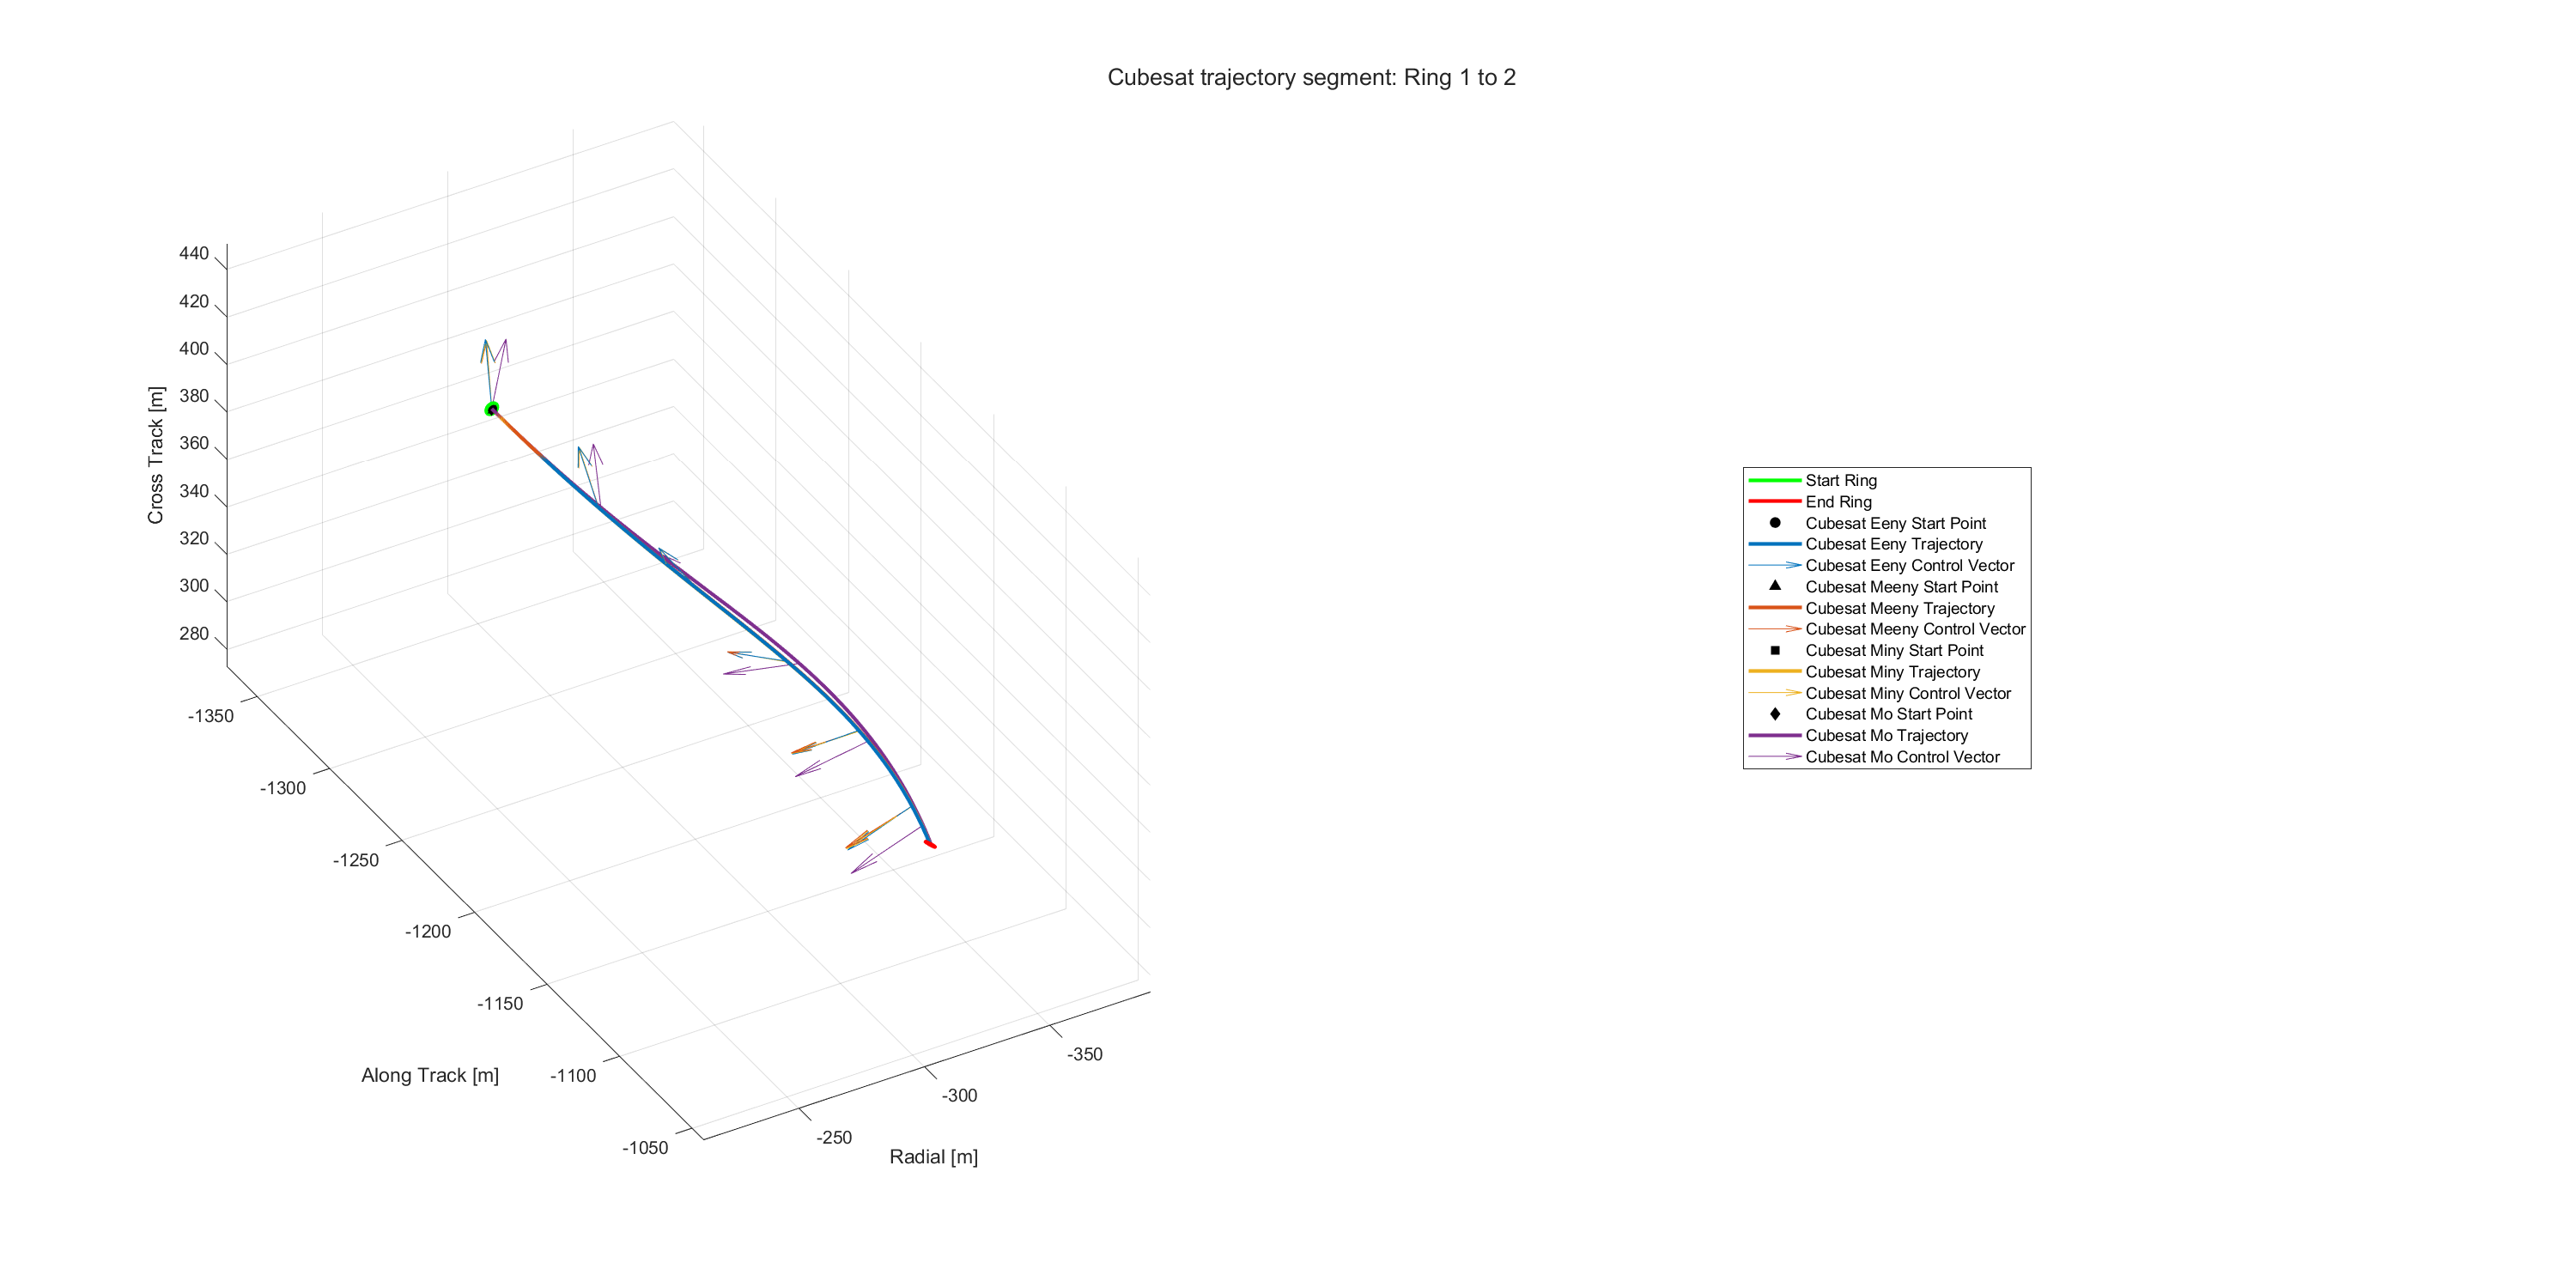 Cubesat trajectory segment: Ring 1 to 2
440
420
400
380
360
340
320
300
280
Cross Track [m]
-1350
-1300
-1250
-1200
-1150
-1100
-1050
Along Track [m]
-250
-300
-350
Radial [m]
Start Ring
End Ring
Cubesat Eeny Start Point
Cubesat Eeny Trajectory
Cubesat Eeny Control Vector
Cubesat Meeny Start Point
Cubesat Meeny Trajectory
Cubesat Meeny Control Vector
Cubesat Miny Start Point
Cubesat Miny Trajectory
Cubesat Miny Control Vector
Cubesat Mo Start Point
Cubesat Mo Trajectory
Cubesat Mo Control Vector